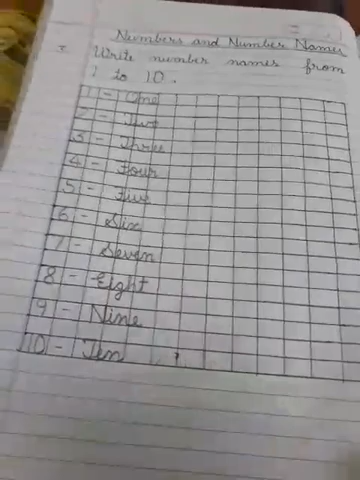 Numbers and Number Names
I. Write number names from
1 to 10.
1 - One
2 - Two
3 - Three
4 - Four
5 - Five
6 - Six
7 - Seven
8 - Eight
9 - Nine
10 - Ten